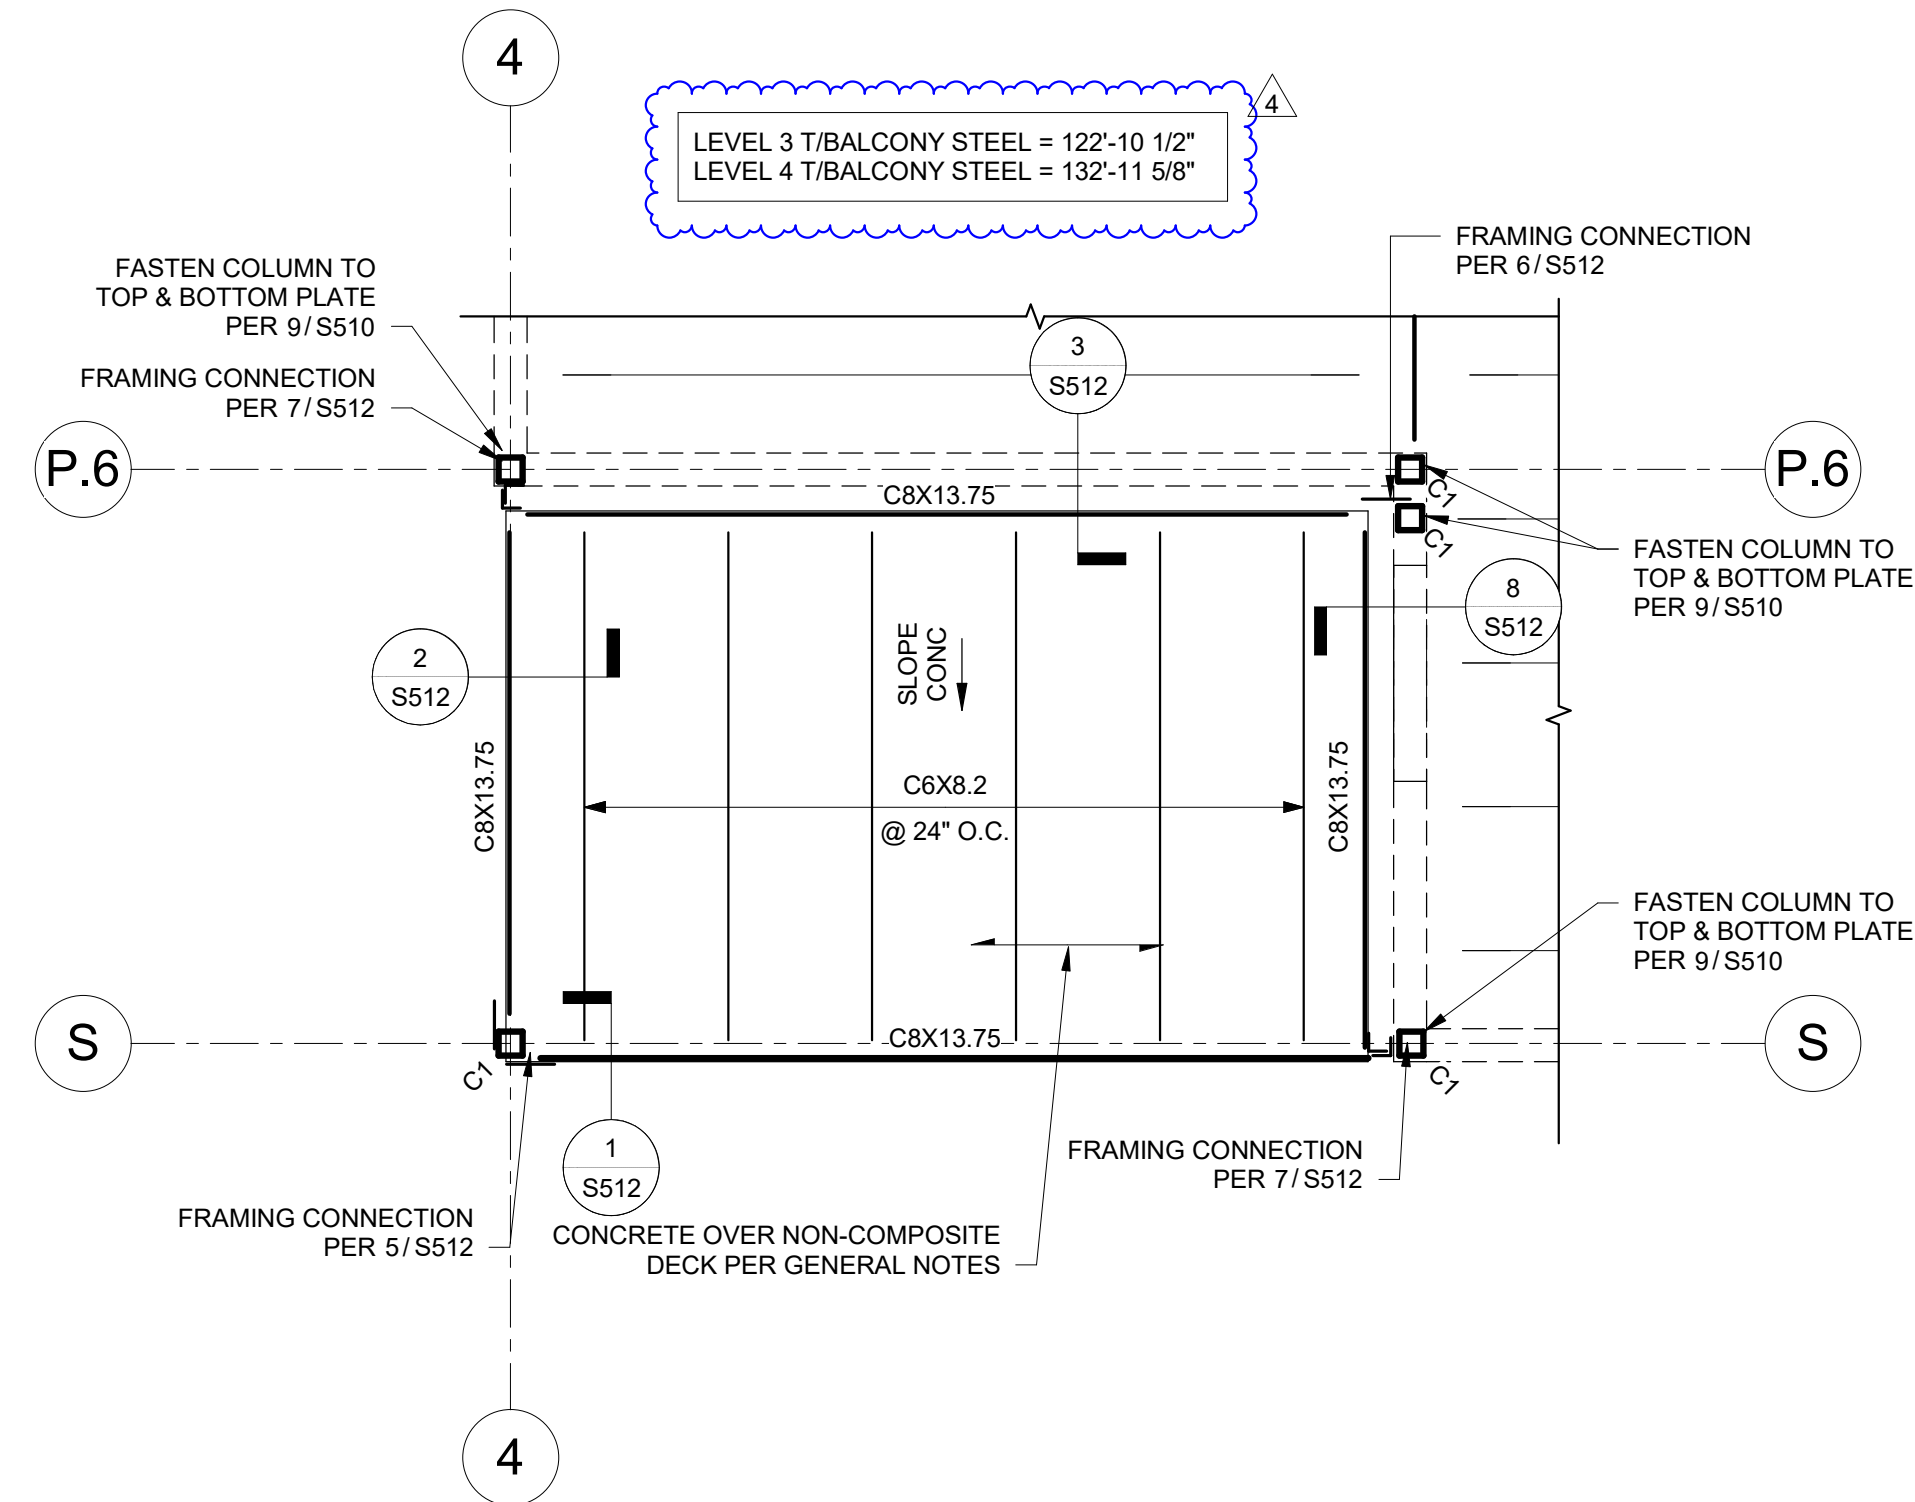 4
4
LEVEL 3 T/BALCONY STEEL = 122'-10 1/2"
LEVEL 4 T/BALCONY STEEL = 132'-11 5/8"
FRAMING CONNECTION
PER 6/S512
FASTEN COLUMN TO
TOP & BOTTOM PLATE
PER 9/S510
FRAMING CONNECTION
PER 7/S512
3
S512
P.6
P.6
C8X13.75
C1
C1
FASTEN COLUMN TO
TOP & BOTTOM PLATE
PER 9/S510
8
S512
2
S512
SLOPE
CONC
C8X13.75
C6X8.2
@ 24" O.C.
C8X13.75
FASTEN COLUMN TO
TOP & BOTTOM PLATE
PER 9/S510
S
C8X13.75
S
C1
C1
1
S512
FRAMING CONNECTION
PER 7/S512
FRAMING CONNECTION
PER 5/S512
CONCRETE OVER NON-COMPOSITE
DECK PER GENERAL NOTES
4